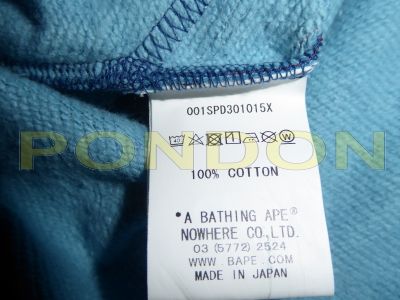 001SPD301015X
PONDON
100% COTTON
*A BATHING APE®
NOWHERE CO,LTD.
03 (5772) 2524
WWW.BAPE.COM
MADE IN JAPAN